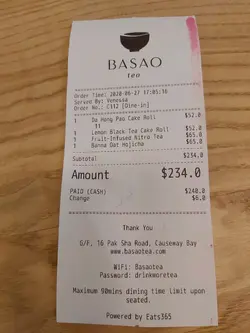 BASAO
tea
Order Time: 2020-06-27 17:05:16
Served By: Vanessa
Order No.: C112 [Dine-in]
1 Da Hong Pao Cake Roll $52.0
11
1 Lemon Black Tea Cake Roll $52.0
1 Fruit-Infused Nitro Tea $65.0
1 Banna Oat Hojicha $65.0
Subtotal $234.0
Amount $234.0
PAID (CASH) $240.0
Change $6.0
Thank You
G/F, 16 Pak Sha Road, Causeway Bay
www.basaotea.com
WiFi: Basaotea
Password: drinkmoretea
Maximum 90mins dining time limit upon
seated.
Powered by Eats365